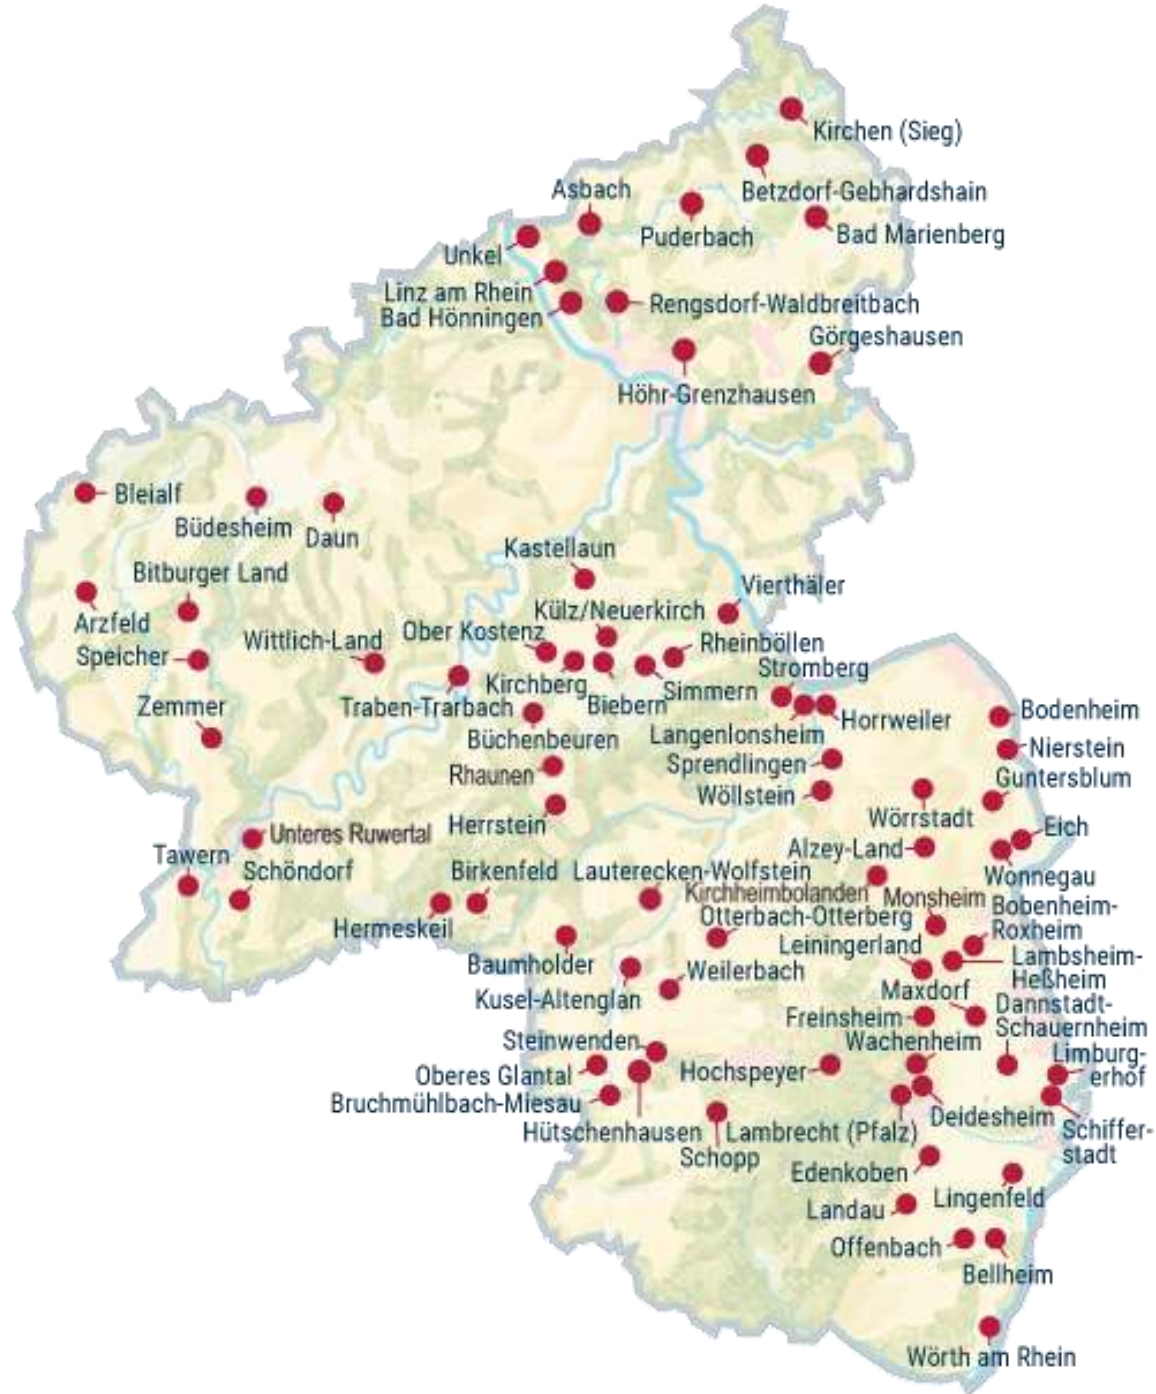 Kirchen (Sieg)
Betzdorf-Gebhardshain
Asbach
Puderbach
Bad Marienberg
Unkel
Linz am Rhein
Bad Hönningen
Rengsdorf-Waldbreitbach
Görgeshausen
Höhr-Grenzhausen
Bleialf
Büdesheim
Daun
Kastellaun
Bitburger Land
Vierthäler
Arzfeld
Külz/Neuerkirch
Ober Kostenz
Wittlich-Land
Rheinböllen
Speicher
Stromberg
Kirchberg
Simmern
Biebern
Zemmer
Traben-Trarbach
Bodenheim
Horrweiler
Langenlonsheim
Büchenbeuren
Nierstein
Sprendlingen
Rhaunen
Guntersblum
Wöllstein
Wörrstadt
Herrstein
Eich
Unteres Ruwertal
Alzey-Land
Tawern
Schöndorf
Birkenfeld
Lauterecken-Wolfstein
Wonnegau
Kirchheimbolanden
Monsheim
Bobenheim-
Roxheim
Otterbach-Otterberg
Hermeskeil
Leiningerland
Lambsheim-
Heßheim
Baumholder
Weilerbach
Kusel-Altenglan
Maxdorf
Dannstadt-
Schauernheim
Freinsheim
Steinwenden
Wachenheim
Limburg-
erhof
Oberes Glantal
Hochspeyer
Bruchmühlbach-Miesau
Deidesheim
Hütschenhausen
Lambrecht (Pfalz)
Schiffer-
stadt
Schopp
Edenkoben
Lingenfeld
Landau
Offenbach
Bellheim
Wörth am Rhein